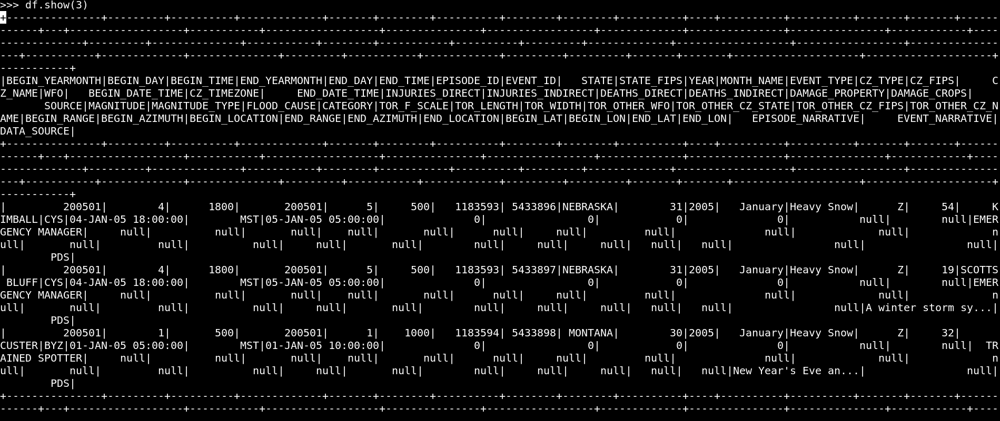 >>> df.show(3)
+---------------+---------+----------+-------------+-------+--------+----------+--------+--------+----------+----+----------+----------+-------+-------+------
------+---+------------------+-----------+------------------+---------------+-----------------+-------------+---------------+---------------+------------+----
-------------+---------+--------------+-----------+--------+-----------+----------+---------+-------------+------------------+-----------------+--------------
---+-----------+-------------+--------------+---------+-----------+------------+---------+---------+-------+-------+--------------------+--------------------+
-----------+
|BEGIN_YEARMONTH|BEGIN_DAY|BEGIN_TIME|END_YEARMONTH|END_DAY|END_TIME|EPISODE_ID|EVENT_ID|   STATE|STATE_FIPS|YEAR|MONTH_NAME|EVENT_TYPE|CZ_TYPE|CZ_FIPS|     C
Z_NAME|WFO|   BEGIN_DATE_TIME|CZ_TIMEZONE|     END_DATE_TIME|INJURIES_DIRECT|INJURIES_INDIRECT|DEATHS_DIRECT|DEATHS_INDIRECT|DAMAGE_PROPERTY|DAMAGE_CROPS|
       SOURCE|MAGNITUDE|MAGNITUDE_TYPE|FLOOD_CAUSE|CATEGORY|TOR_F_SCALE|TOR_LENGTH|TOR_WIDTH|TOR_OTHER_WFO|TOR_OTHER_CZ_STATE|TOR_OTHER_CZ_FIPS|TOR_OTHER_CZ_N
AME|BEGIN_RANGE|BEGIN_AZIMUTH|BEGIN_LOCATION|END_RANGE|END_AZIMUTH|END_LOCATION|BEGIN_LAT|BEGIN_LON|END_LAT|END_LON|   EPISODE_NARRATIVE|     EVENT_NARRATIVE|
DATA_SOURCE|
+---------------+---------+----------+-------------+-------+--------+----------+--------+--------+----------+----+----------+----------+-------+-------+------
------+---+------------------+-----------+------------------+---------------+-----------------+-------------+---------------+---------------+------------+----
-------------+---------+--------------+-----------+--------+-----------+----------+---------+-------------+------------------+-----------------+--------------
---+-----------+-------------+--------------+---------+-----------+------------+---------+---------+-------+-------+--------------------+--------------------+
-----------+
|         200501|        4|      1800|       200501|      5|     500|   1183593| 5433896|NEBRASKA|        31|2005|   January|Heavy Snow|      Z|     54|     K
IMBALL|CYS|04-JAN-05 18:00:00|        MST|05-JAN-05 05:00:00|              0|                0|            0|              0|           null|        null|EMER
GENCY MANAGER|     null|          null|       null|    null|       null|      null|     null|         null|              null|             null|             n
ull|       null|         null|          null|     null|       null|        null|     null|     null|   null|   null|                null|                null|
        PDS|
|         200501|        4|      1800|       200501|      5|     500|   1183593| 5433897|NEBRASKA|        31|2005|   January|Heavy Snow|      Z|     19|SCOTTS
 BLUFF|CYS|04-JAN-05 18:00:00|        MST|05-JAN-05 05:00:00|              0|                0|            0|              0|           null|        null|EMER
GENCY MANAGER|     null|          null|       null|    null|       null|      null|     null|         null|              null|             null|             n
ull|       null|         null|          null|     null|       null|        null|     null|     null|   null|   null|                null|A winter storm sy...|
        PDS|
|         200501|        1|       500|       200501|      1|    1000|   1183594| 5433898| MONTANA|        30|2005|   January|Heavy Snow|      Z|     32|
CUSTER|BYZ|01-JAN-05 05:00:00|        MST|01-JAN-05 10:00:00|              0|                0|            0|              0|           null|        null|  TR
AINED SPOTTER|     null|          null|       null|    null|       null|      null|     null|         null|              null|             null|             n
ull|       null|         null|          null|     null|       null|        null|     null|     null|   null|   null|New Year's Eve an...|                null|
        PDS|
+---------------+---------+----------+-------------+-------+--------+----------+--------+--------+----------+----+----------+----------+-------+-------+------
------+---+------------------+-----------+------------------+---------------+-----------------+-------------+---------------+---------------+------------+----